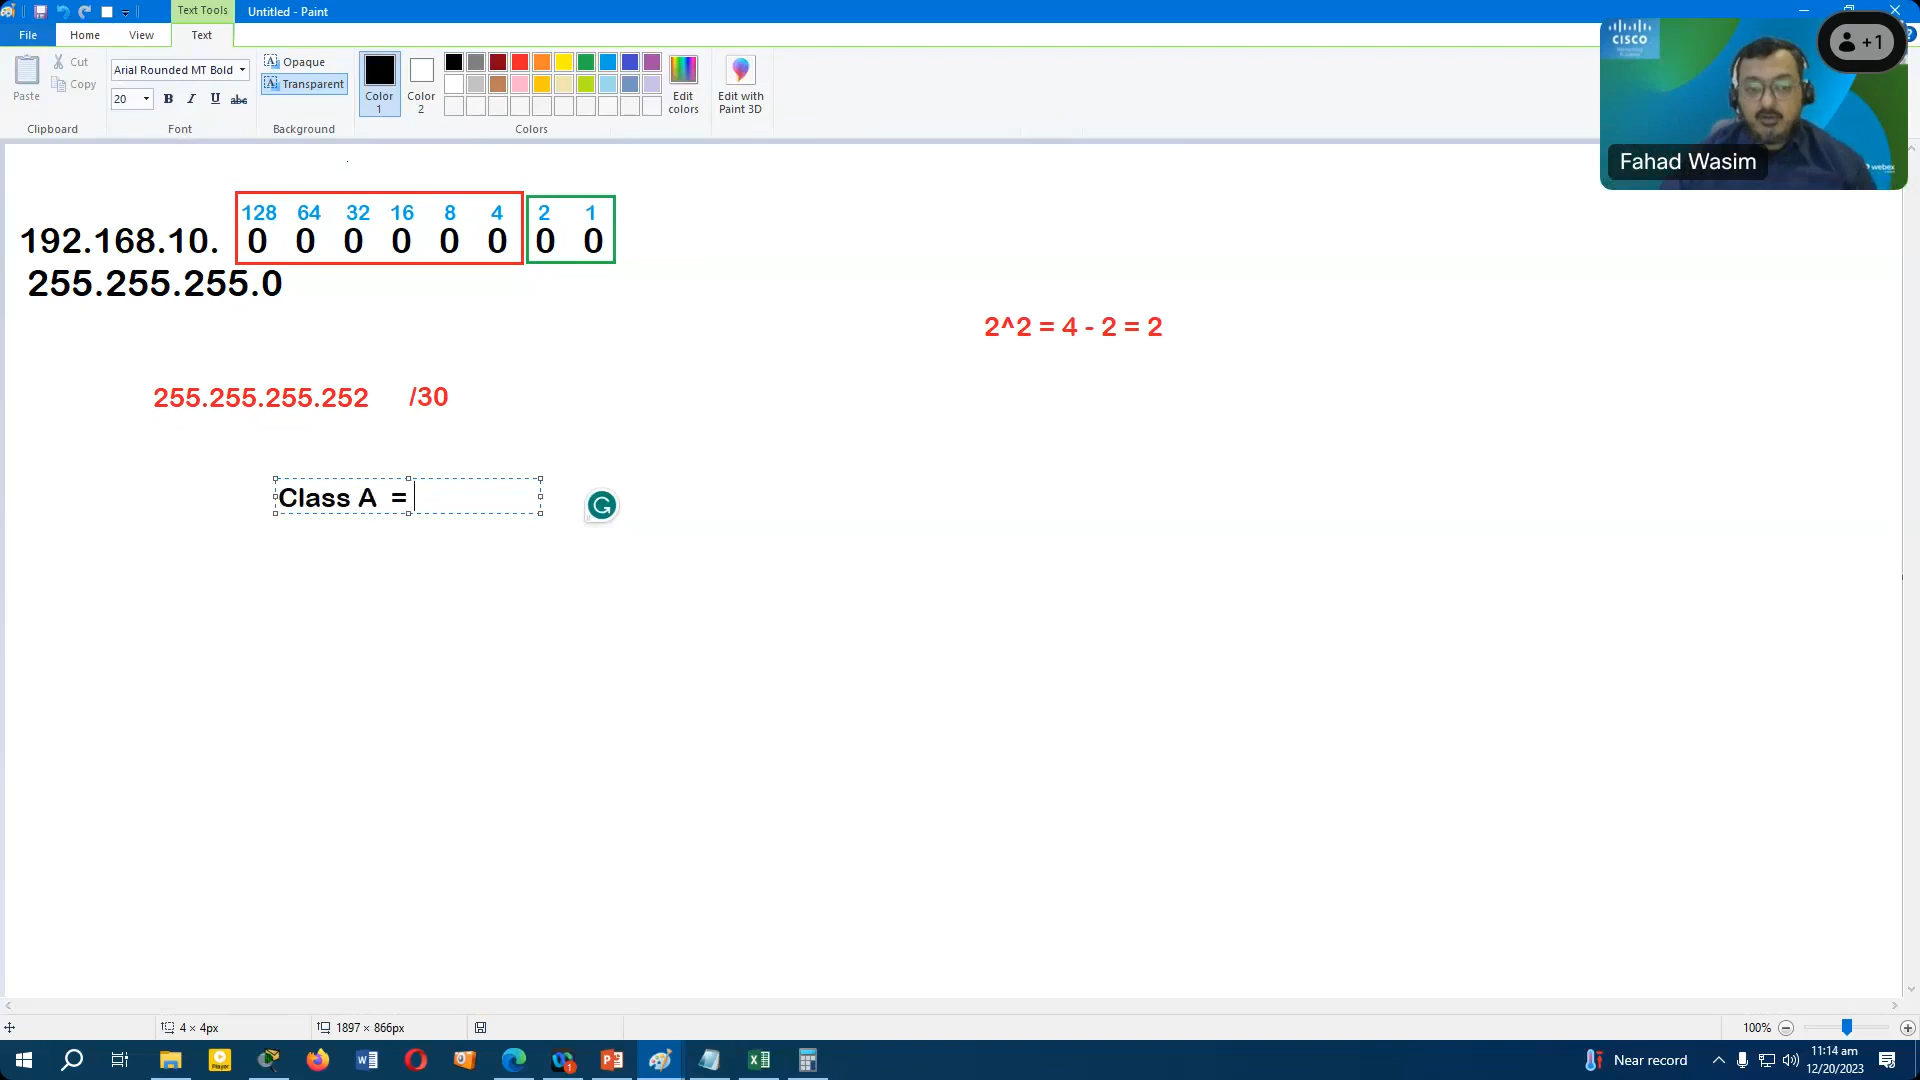 Text Tools
Untitled - Paint
File Home View Text
Cut
Copy
Paste
Clipboard
Arial Rounded MT Bold
20 B I U abc
Font
Opaque
Transparent
Background
Color 1
Color 2
Colors
Edit colors
Edit with Paint 3D
CISCO
+1
webex
Fahad Wasim
128 64 32 16 8 4 2 1
192.168.10. 0 0 0 0 0 0 0 0
255.255.255.0
2^2 = 4 - 2 = 2
255.255.255.252 /30
Class A =
4 × 4px
1897 × 866px
100%
Player
1
Near record
11:14 am
12/20/2023